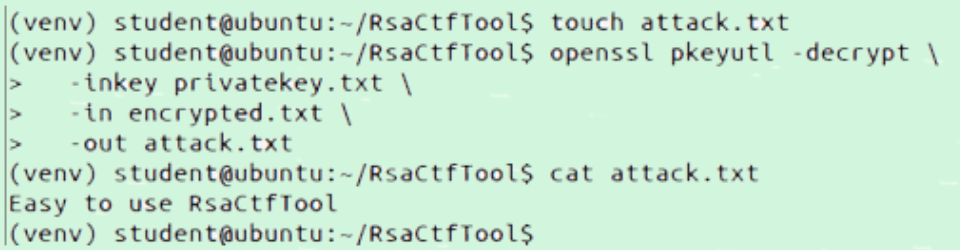 (venv) student@ubuntu:~/RsaCtfTool$ touch attack.txt
(venv) student@ubuntu:~/RsaCtfTool$ openssl pkeyutl -decrypt \
>   -inkey privatekey.txt \
>   -in encrypted.txt \
>   -out attack.txt
(venv) student@ubuntu:~/RsaCtfTool$ cat attack.txt
Easy to use RsaCtfTool
(venv) student@ubuntu:~/RsaCtfTool$